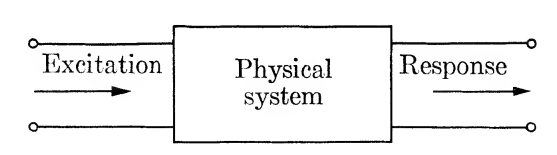 Excitation
Physical
system
Response